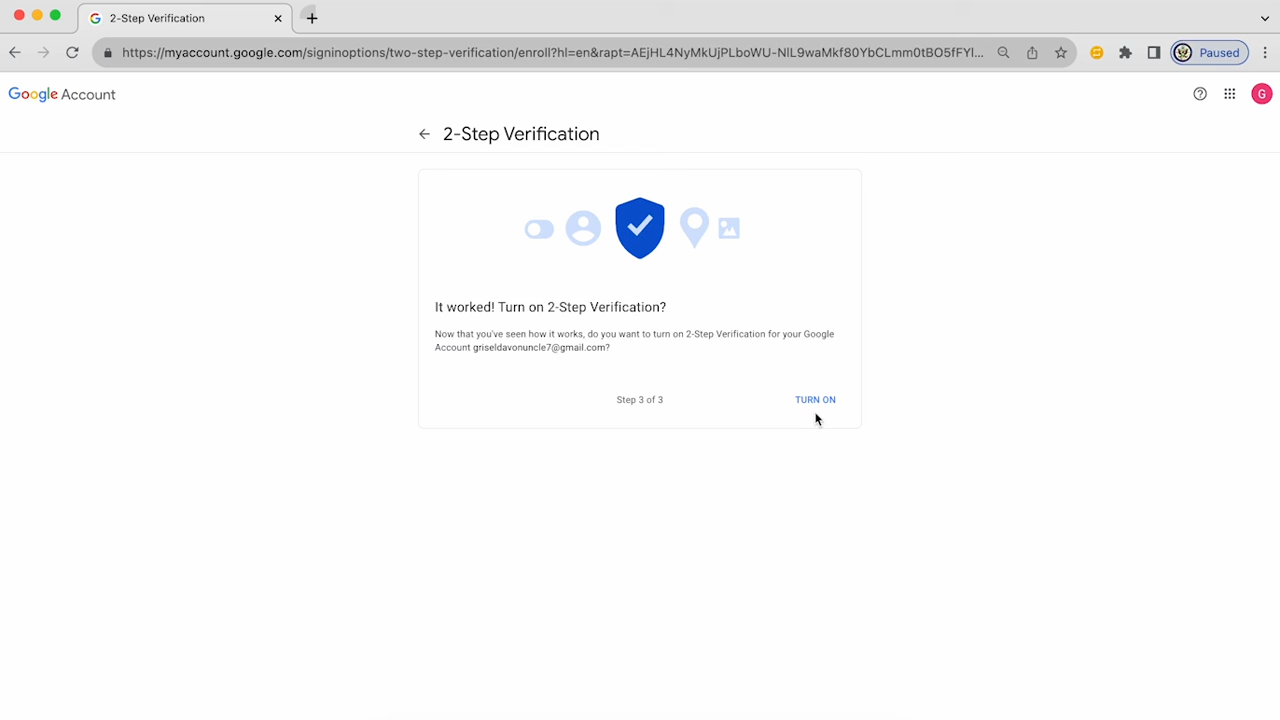 2-Step Verification
https://myaccount.google.com/signinoptions/two-step-verification/enroll?hl=en&rapt=AEjHL4NyMkUjPLboWU-NlL9waMkf80YbCLmm0tBO5fFYl...
Paused
Google Account
G
2-Step Verification
It worked! Turn on 2-Step Verification?
Now that you've seen how it works, do you want to turn on 2-Step Verification for your Google
Account griseldavonuncle7@gmail.com?
Step 3 of 3
TURN ON